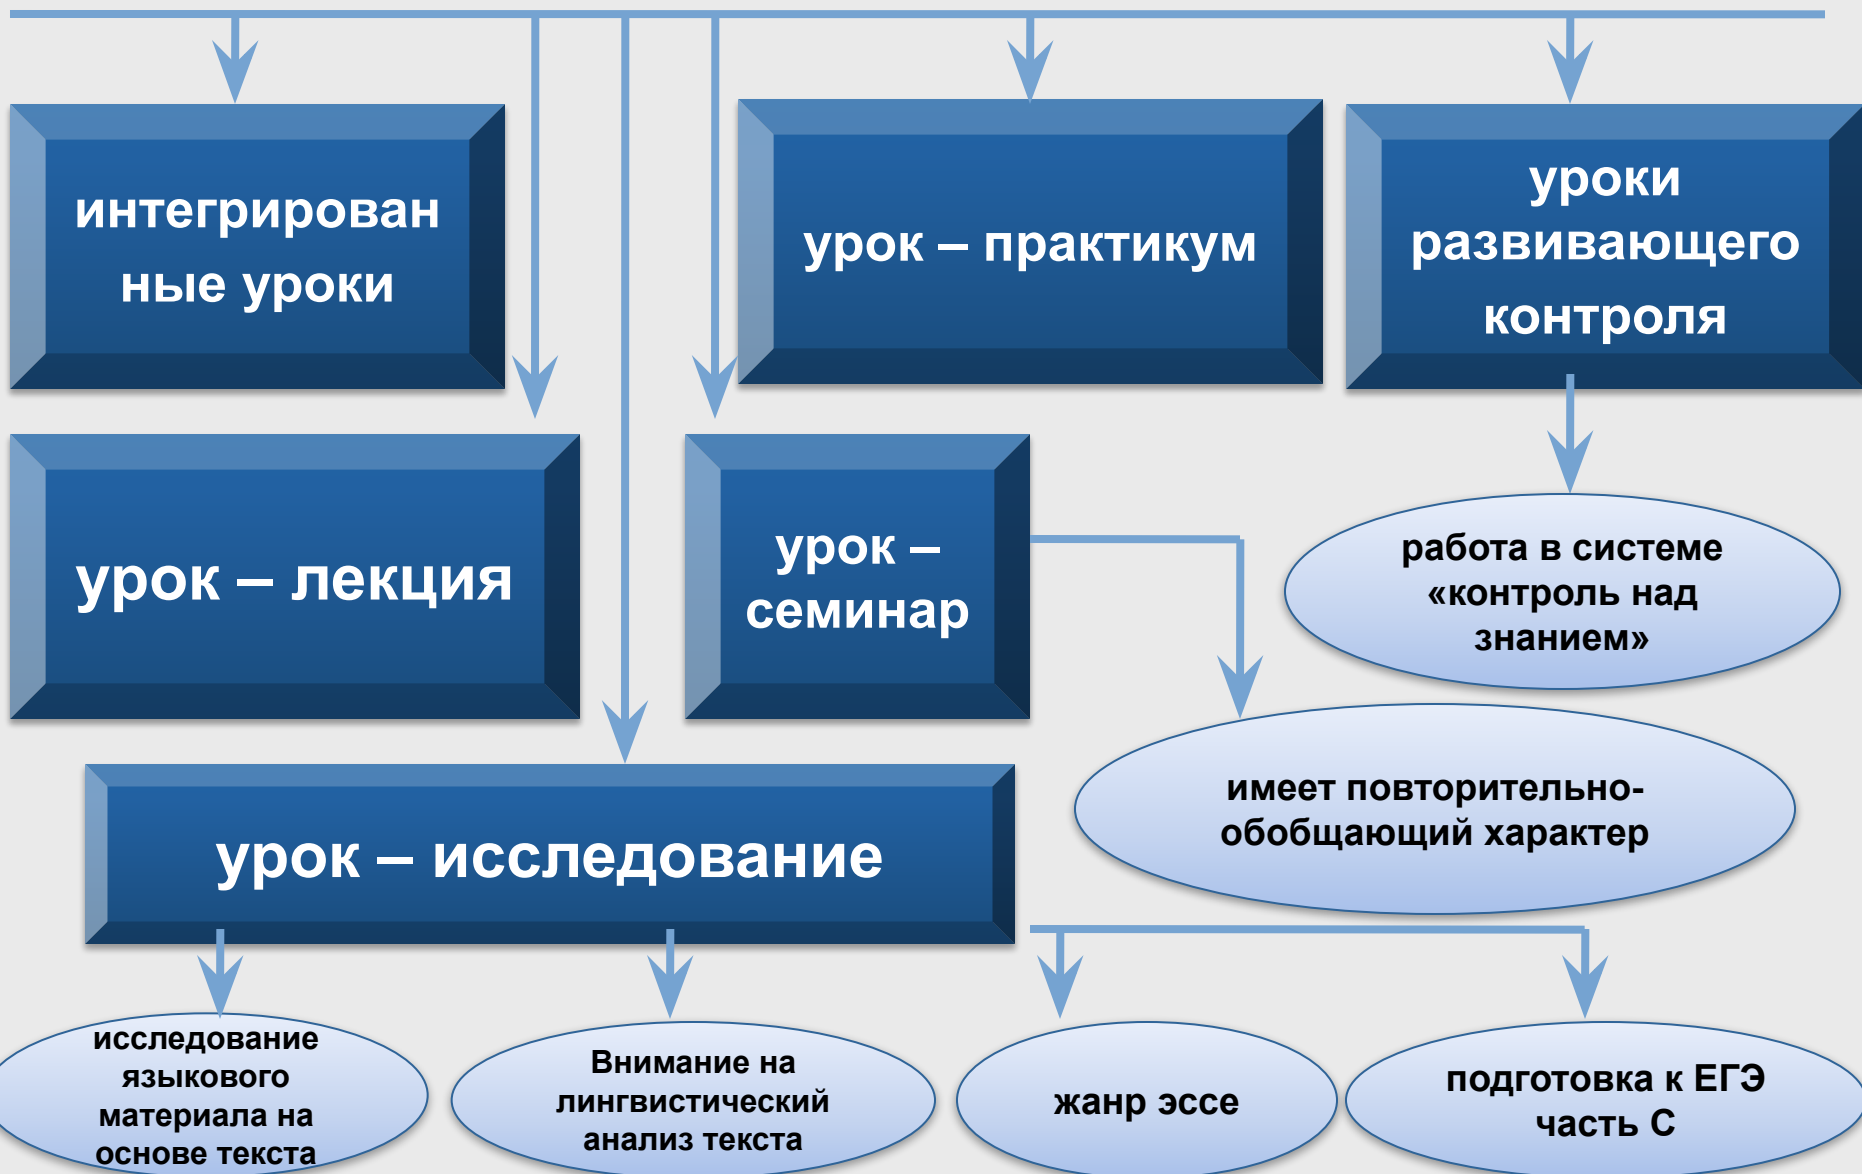 интегрирован
ные уроки
урок – практикум
уроки
развивающего
контроля
урок – лекция
урок –
семинар
работа в системе
«контроль над
знанием»
имеет повторительно-
обобщающий характер
урок – исследование
исследование
языкового
материала на
основе текста
Внимание на
лингвистический
анализ текста
жанр эссе
подготовка к ЕГЭ
часть С